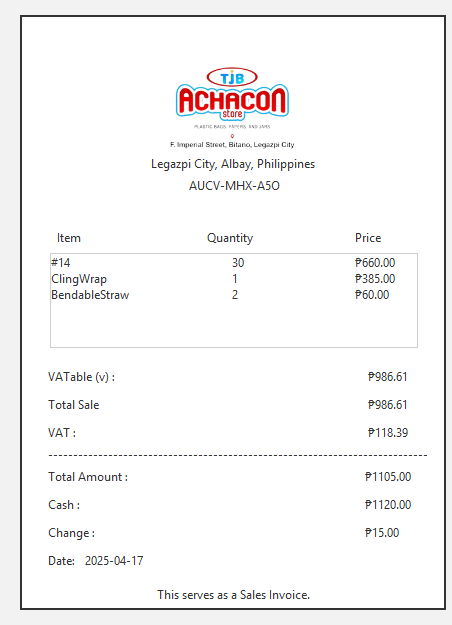 TJB
ACHACON
store
PLASTIC BAGS, PAPERS, AND JARS
F. Imperial Street, Bitano, Legazpi City
Legazpi City, Albay, Philippines
AUCV-MHX-A5O
Item Quantity Price
#14 30 ₱660.00
ClingWrap 1 ₱385.00
BendableStraw 2 ₱60.00
VATable (v) : ₱986.61
Total Sale ₱986.61
VAT : ₱118.39
Total Amount : ₱1105.00
Cash : ₱1120.00
Change : ₱15.00
Date: 2025-04-17
This serves as a Sales Invoice.